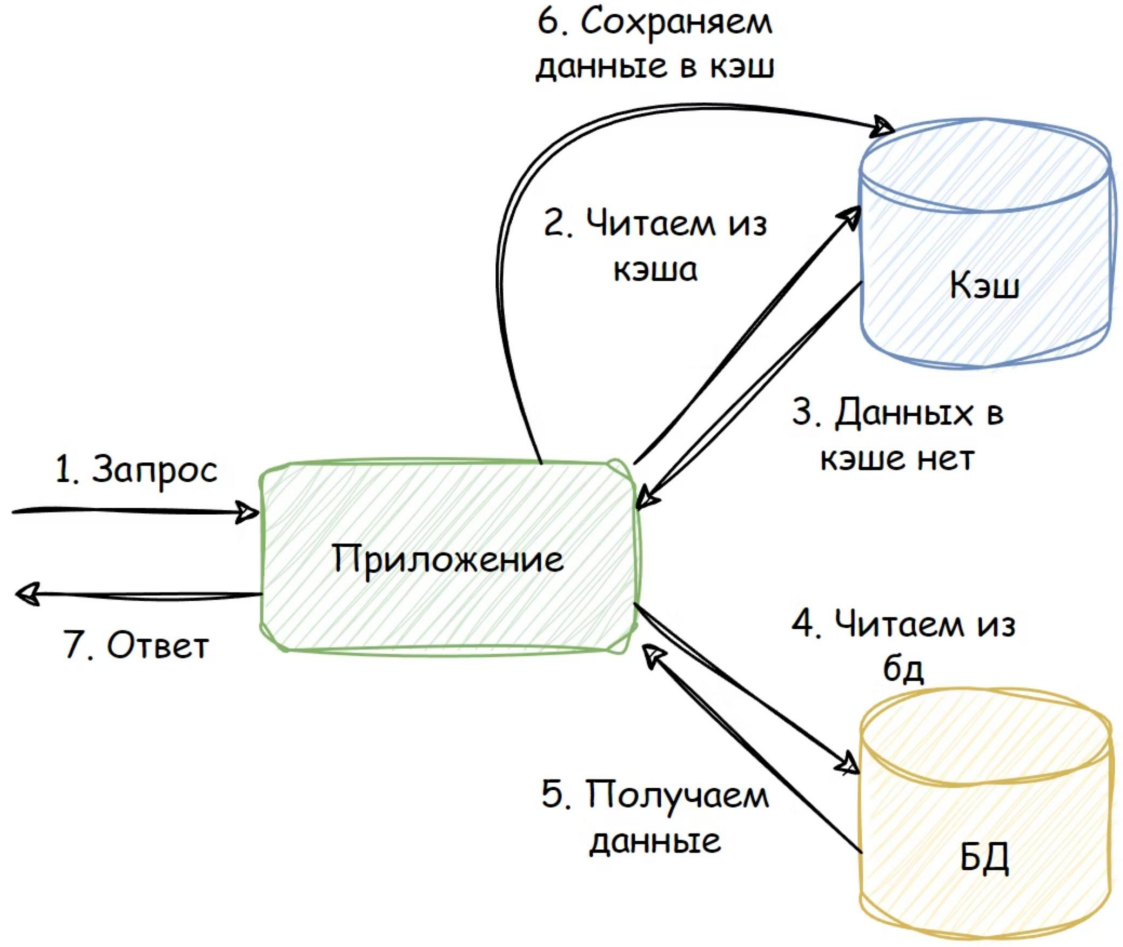 6. Сохраняем
данные в кэш
2. Читаем из
кэша
Кэш
3. Данных в
кэше нет
1. Запрос
Приложение
7. Ответ
4. Читаем из
бд
5. Получаем
данные
БД